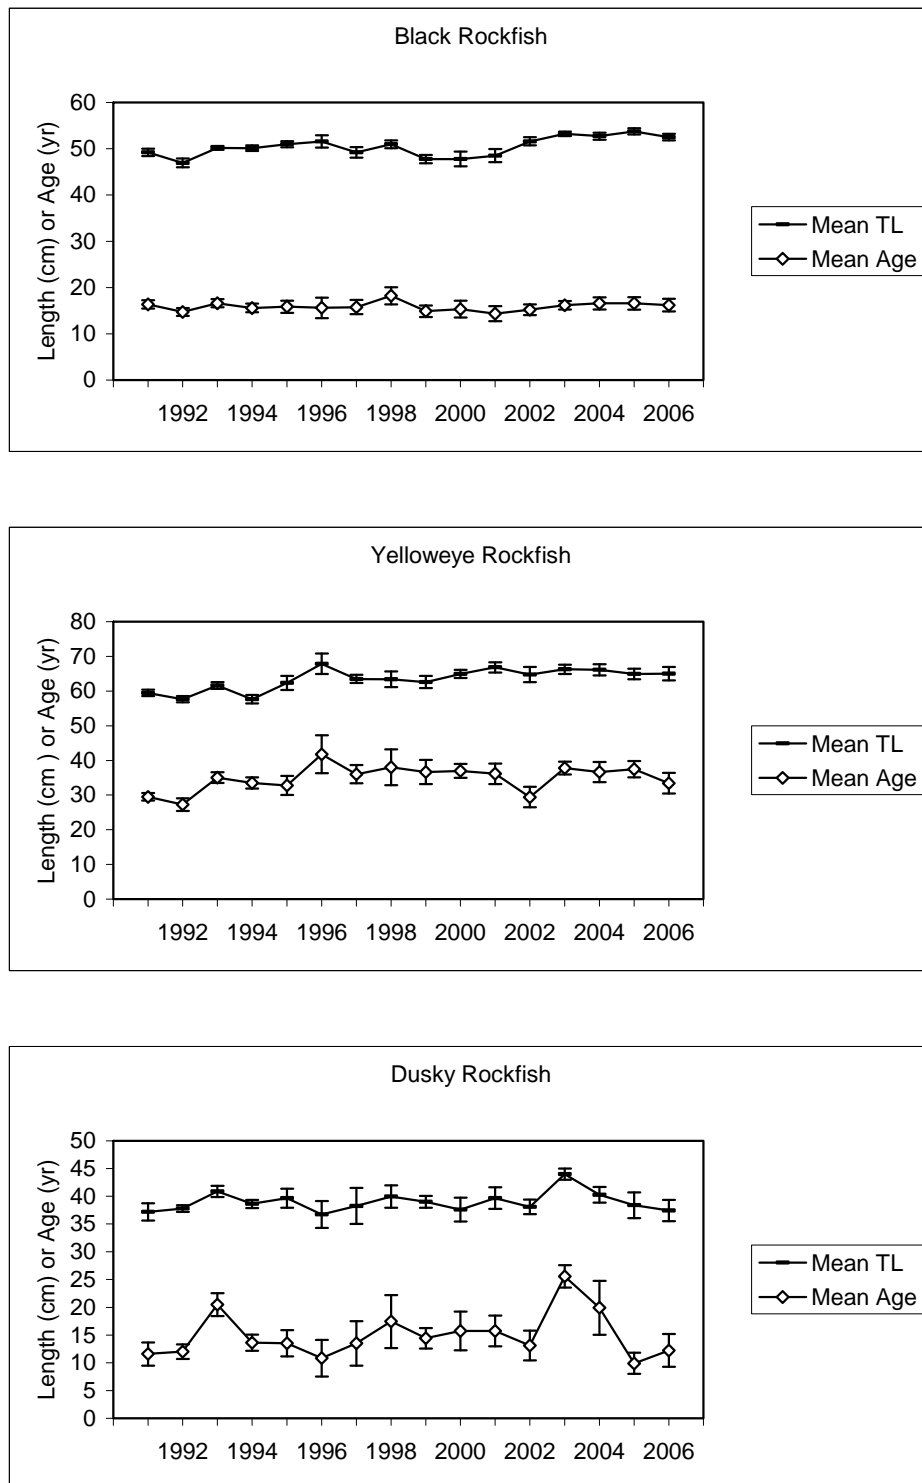 Black Rockfish
60
50
40
30
20
10
0
Length (cm) or Age (yr)
1992 1994 1996 1998 2000 2002 2004 2006
Mean TL
Mean Age
Yelloweye Rockfish
80
70
60
50
40
30
20
10
0
Length (cm ) or Age (yr)
1992 1994 1996 1998 2000 2002 2004 2006
Mean TL
Mean Age
Dusky Rockfish
50
45
40
35
30
25
20
15
10
5
0
Length (cm) or Age (yr)
1992 1994 1996 1998 2000 2002 2004 2006
Mean TL
Mean Age